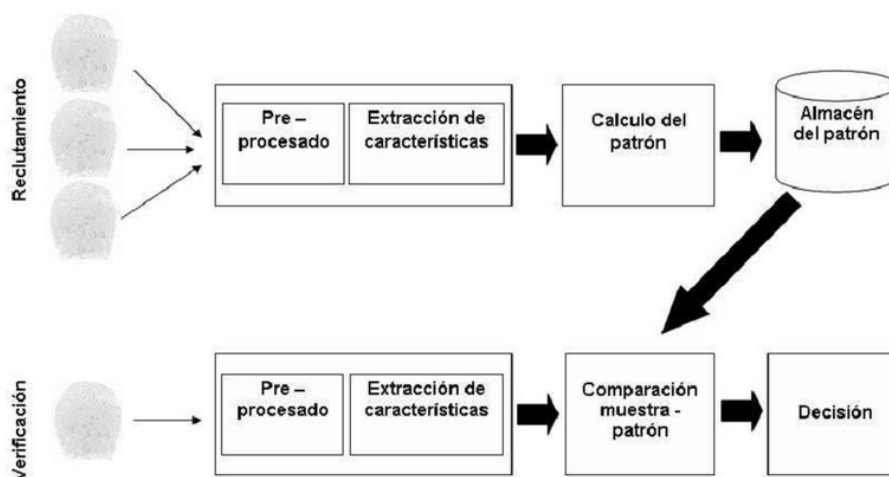 Reclutamiento
Pre –
procesado
Extracción de
características
Calculo del
patrón
Almacén
del patrón
Verificación
Pre –
procesado
Extracción de
características
Comparación
muestra -
patrón
Decisión